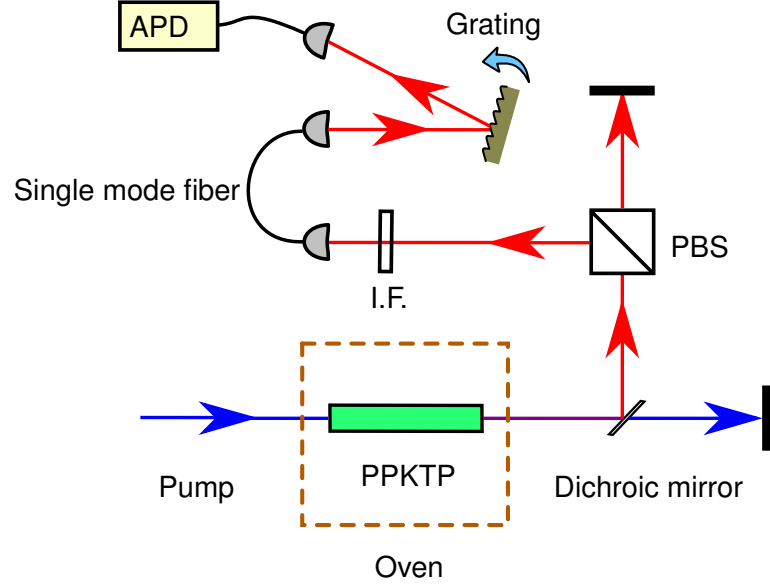 APD
Grating
Single mode fiber
PBS
I.F.
PPKTP
Pump
Dichroic mirror
Oven